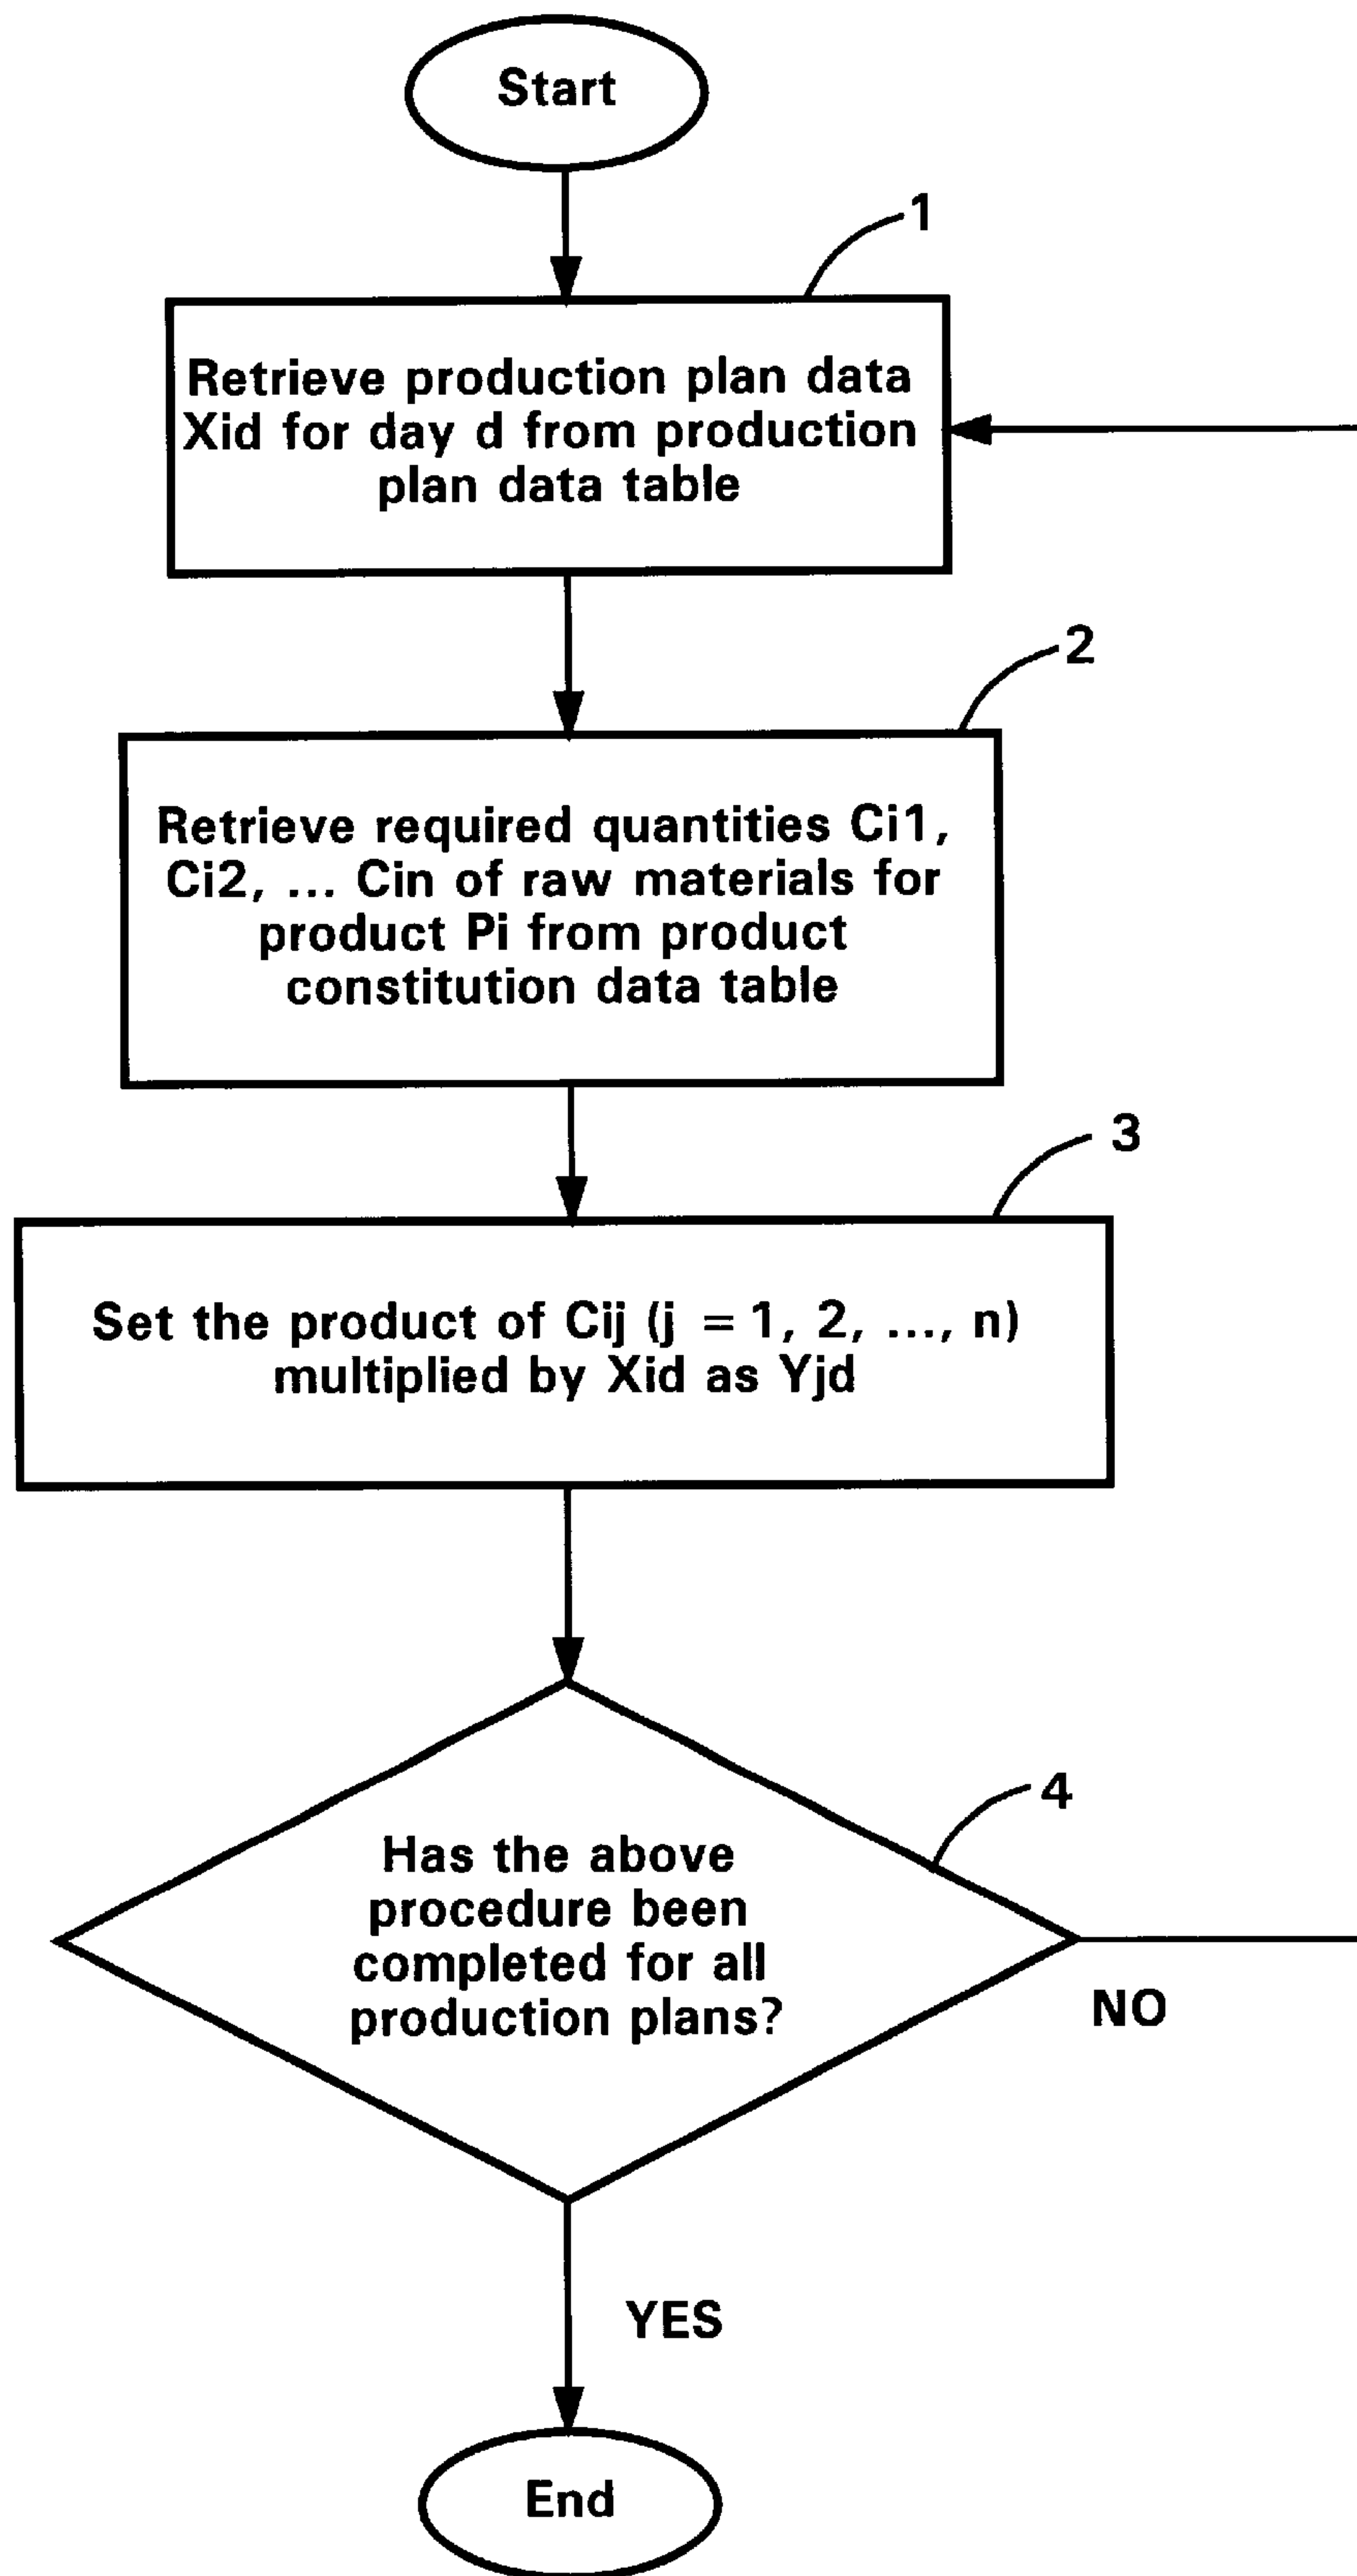 Start
1
Retrieve production plan data
Xid for day d from production
plan data table
2
Retrieve required quantities Ci1,
Ci2, ... Cin of raw materials for
product Pi from product
constitution data table
3
Set the product of Cij (j = 1, 2, ..., n)
multiplied by Xid as Yjd
4
Has the above
procedure been
completed for all
production plans?
NO
YES
End